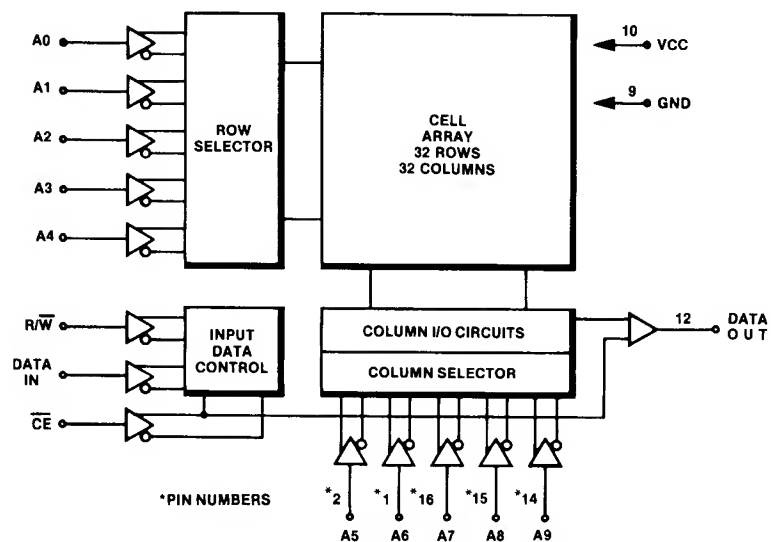 A0
A1
A2
A3
A4
ROW
SELECTOR
CELL
ARRAY
32 ROWS
32 COLUMNS
10
VCC
9
GND
R/W̅
DATA
IN
C̅E̅
INPUT
DATA
CONTROL
COLUMN I/O CIRCUITS
COLUMN SELECTOR
12
DATA
OUT
*PIN NUMBERS
*2 *1 *16 *15 *14
A5 A6 A7 A8 A9